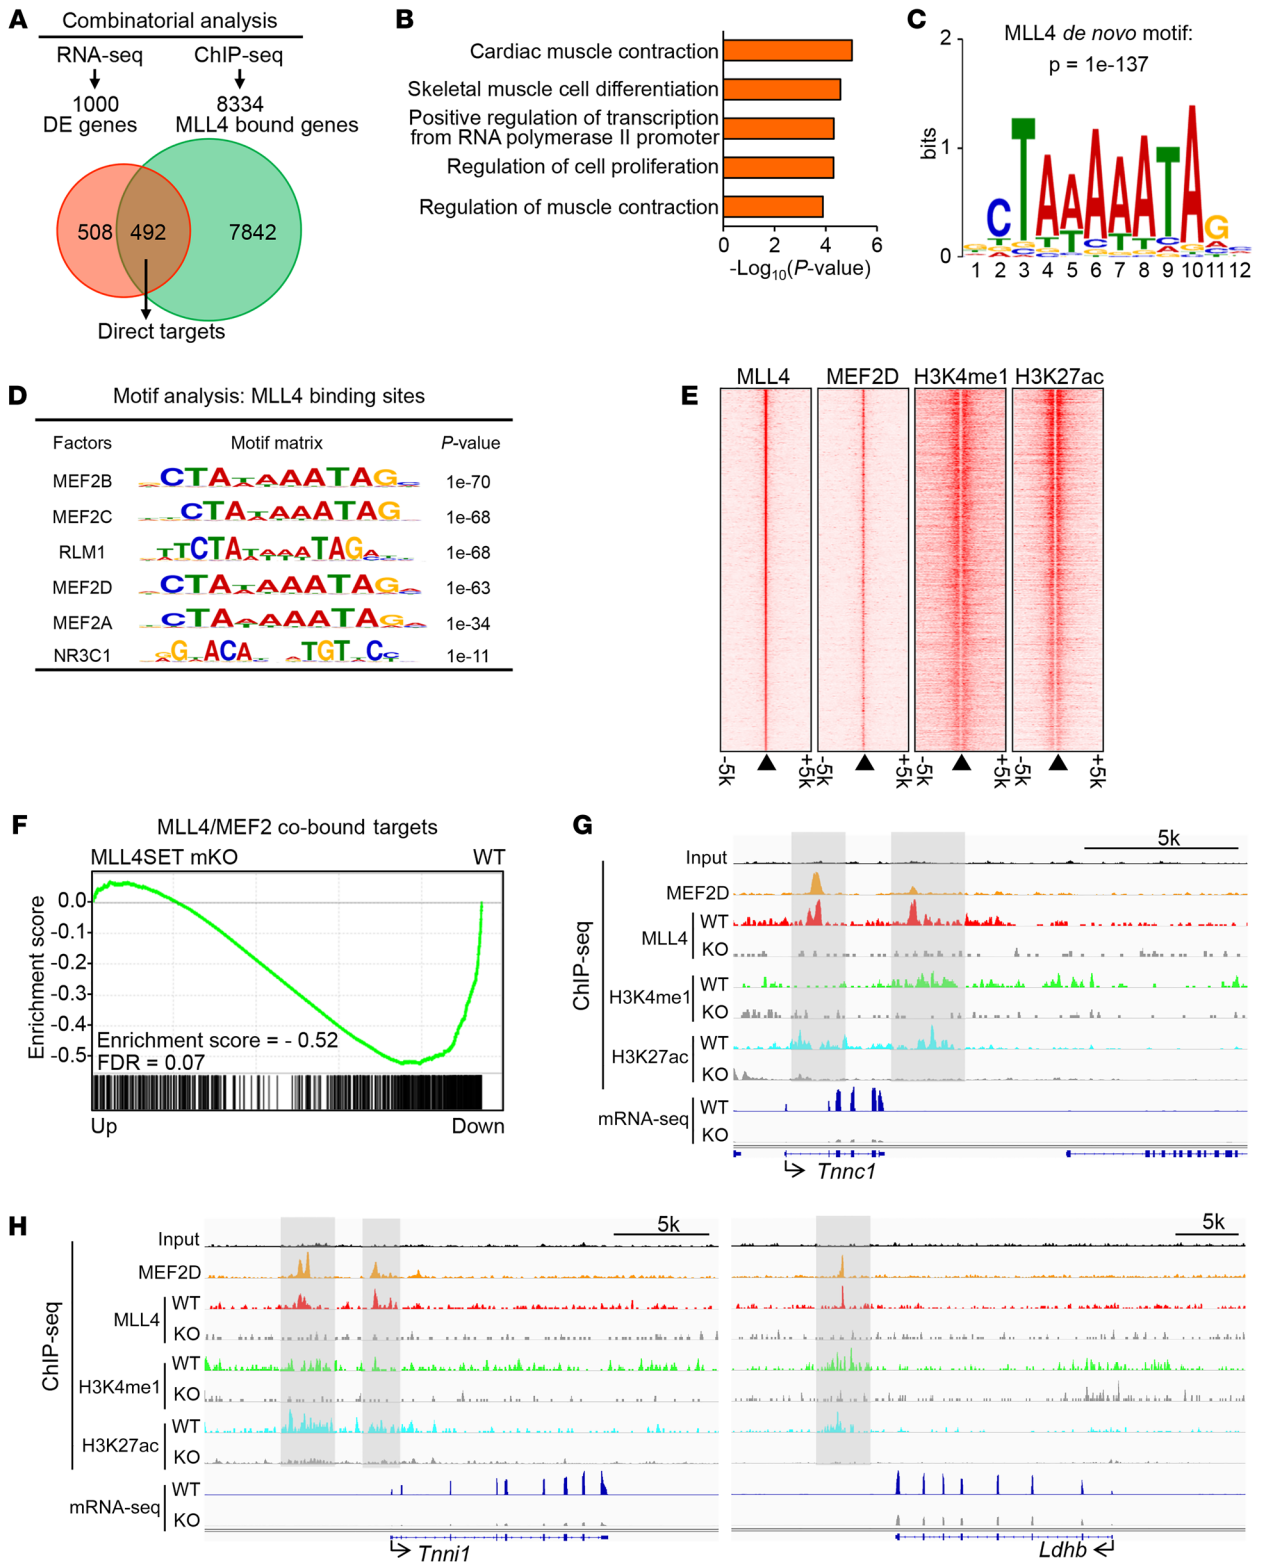 A
Combinatorial analysis
RNA-seq
ChIP-seq
1000
8334
DE genes
MLL4 bound genes
508
492
7842
Direct targets
B
Cardiac muscle contraction
Skeletal muscle cell differentiation
Positive regulation of transcription
from RNA polymerase II promoter
Regulation of cell proliferation
Regulation of muscle contraction
0 2 4 6
-Log10(P-value)
C
MLL4 de novo motif:
p = 1e-137
2
1
0
bits
CTAAAAATAG
1 2 3 4 5 6 7 8 9 10 11 12
D
Motif analysis: MLL4 binding sites
Factors Motif matrix P-value
MEF2B CTATAAATAG 1e-70
MEF2C CTATAAATAG 1e-68
RLM1 TTCTATAAATAGA 1e-68
MEF2D CTATAAATAG 1e-63
MEF2A CTAAAAATAG 1e-34
NR3C1 GNACA TGT CC 1e-11
E
MLL4 MEF2D H3K4me1 H3K27ac
-5k +5k -5k +5k -5k +5k -5k +5k
F
MLL4/MEF2 co-bound targets
MLL4SET mKO WT
Enrichment score
0.0
-0.1
-0.2
-0.3
-0.4
-0.5
Enrichment score = - 0.52
FDR = 0.07
Up Down
G
5k
ChIP-seq
Input
MEF2D
MLL4
WT
KO
H3K4me1
WT
KO
H3K27ac
WT
KO
mRNA-seq
WT
KO
Tnnc1
H
5k
5k
ChIP-seq
Input
MEF2D
MLL4
WT
KO
H3K4me1
WT
KO
H3K27ac
WT
KO
mRNA-seq
WT
KO
Tnni1
Ldhb